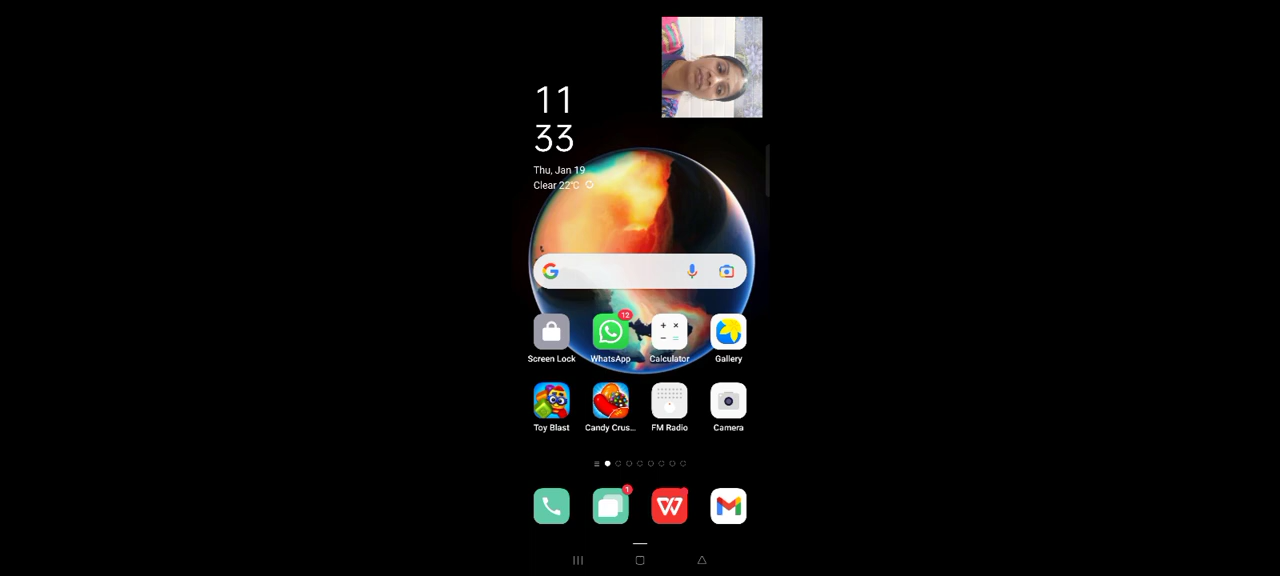 11
33
Thu, Jan 19
Clear 22°C
12
Screen Lock
WhatsApp
Calculator
Gallery
Toy Blast
Candy Crus...
FM Radio
Camera
1